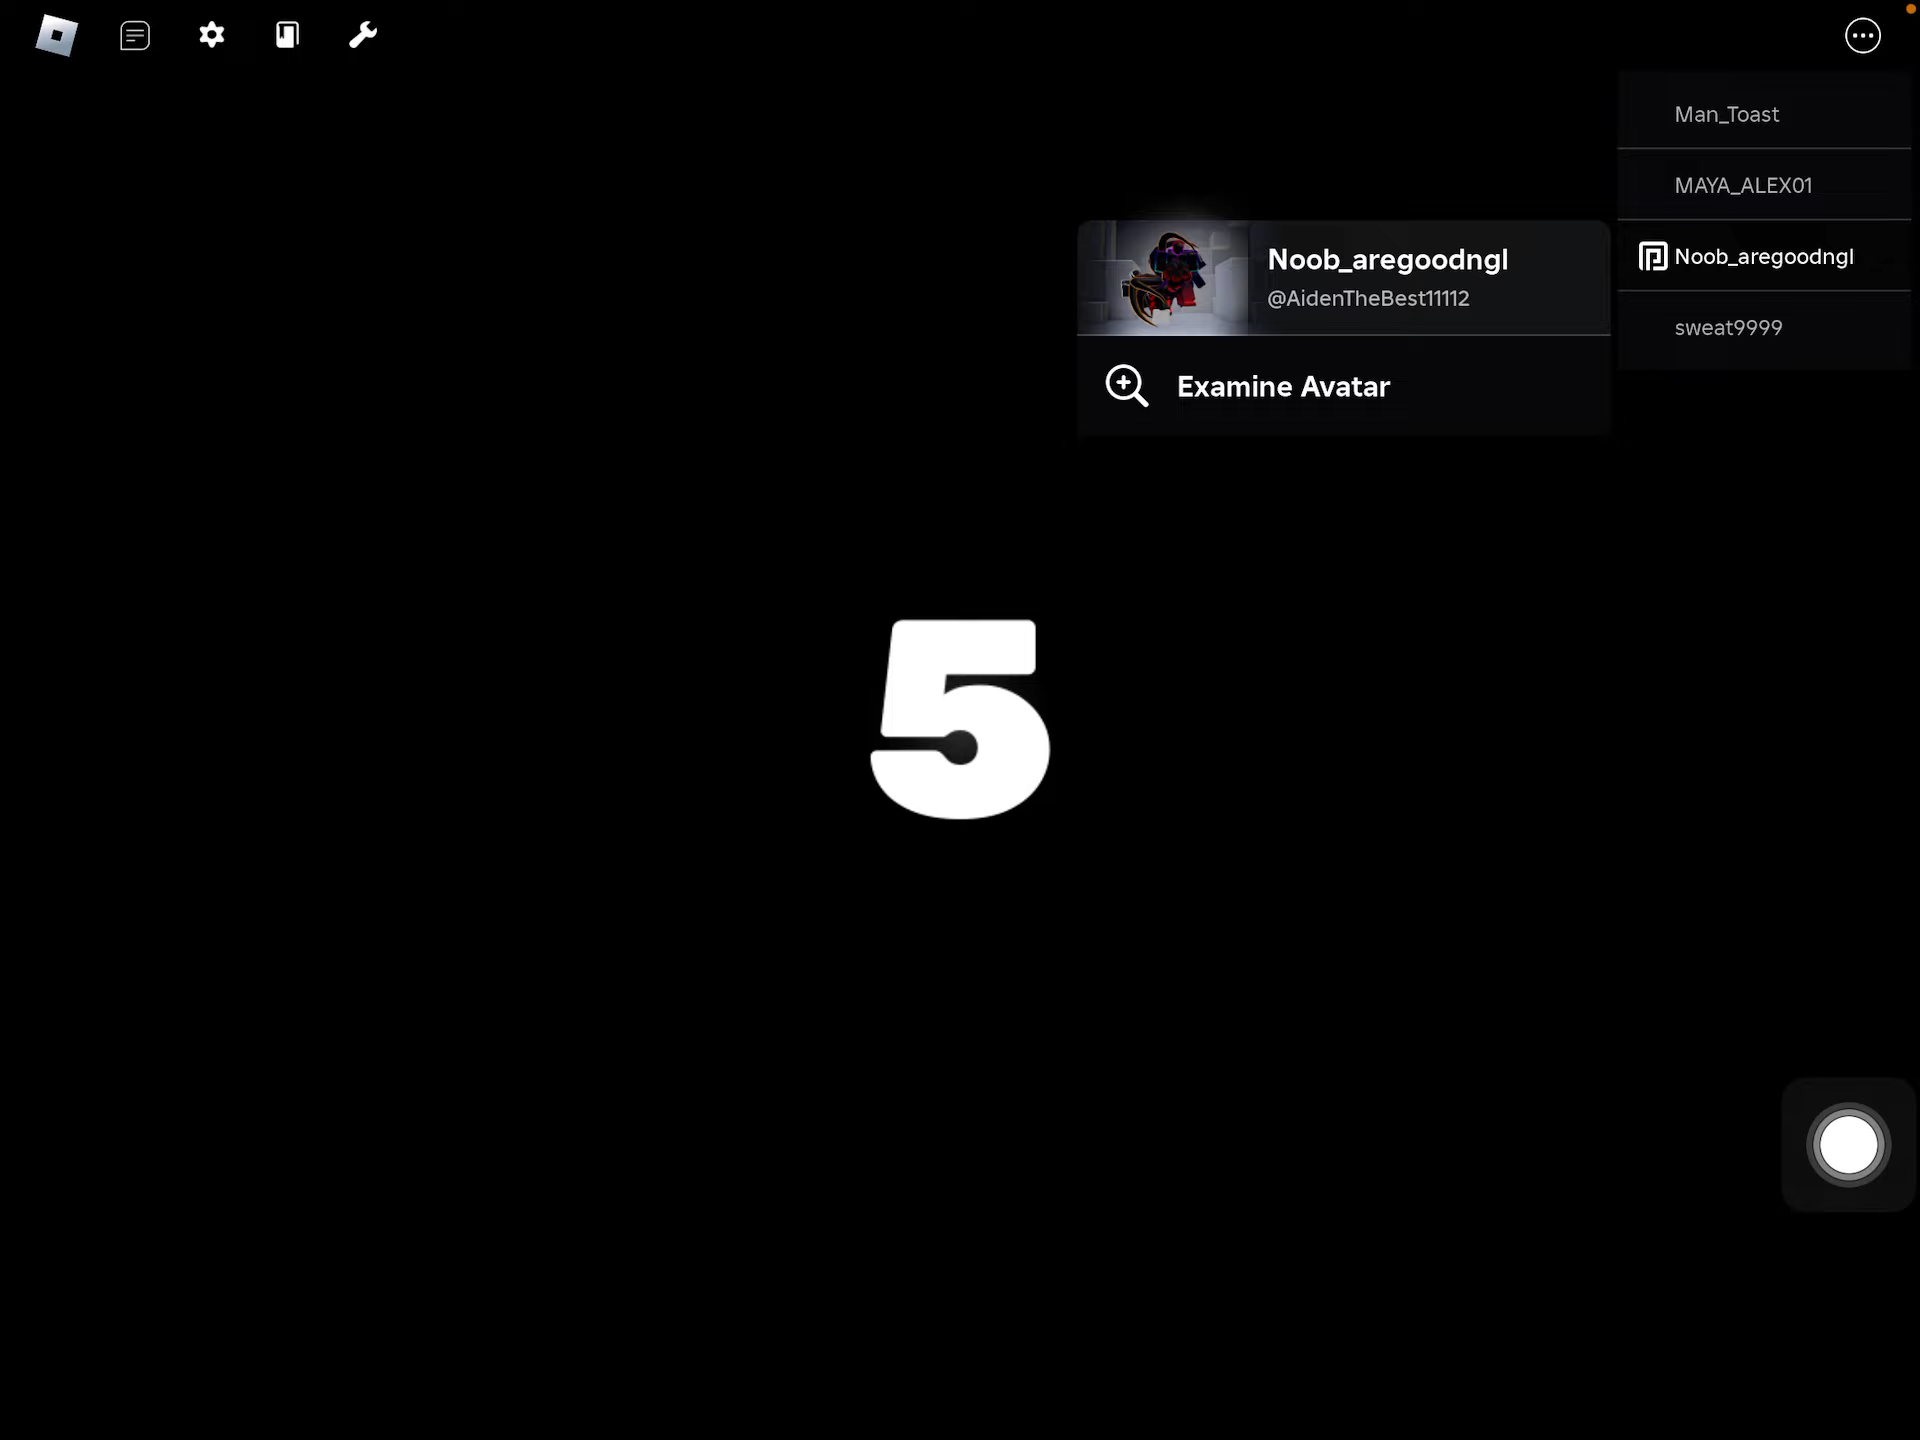 Man_Toast
MAYA_ALEX01
Noob_aregoodngl
@AidenTheBest11112
Noob_aregoodngl
sweat9999
Examine Avatar
5